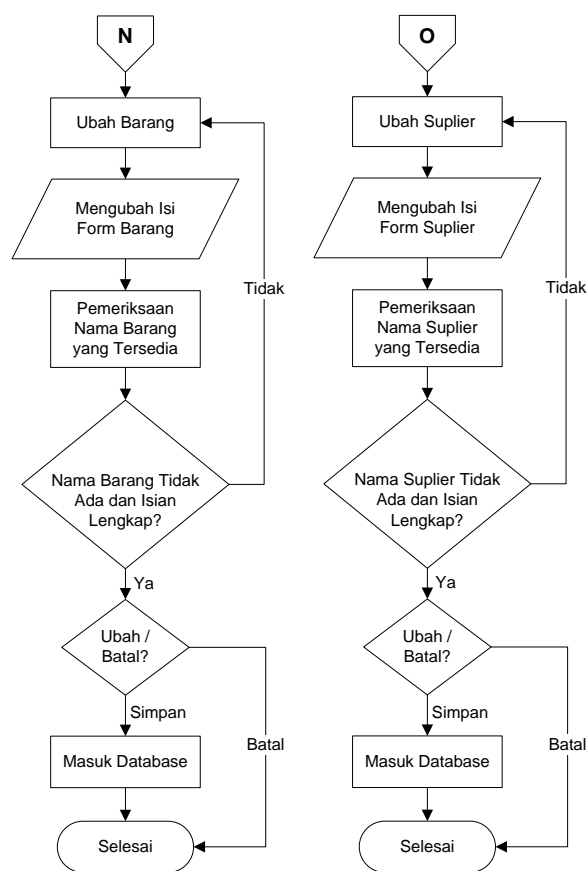 N
Ubah Barang
Mengubah Isi
Form Barang
Tidak
Pemeriksaan
Nama Barang
yang Tersedia
Nama Barang Tidak
Ada dan Isian
Lengkap?
Ya
Ubah /
Batal?
Simpan
Batal
Masuk Database
Selesai
O
Ubah Suplier
Mengubah Isi
Form Suplier
Tidak
Pemeriksaan
Nama Suplier
yang Tersedia
Nama Suplier Tidak
Ada dan Isian
Lengkap?
Ya
Ubah /
Batal?
Simpan
Batal
Masuk Database
Selesai